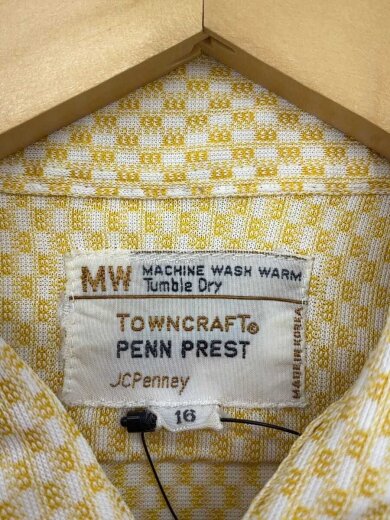 MW MACHINE WASH WARM
Tumble Dry
TOWNCRAFT®
PENN PREST
JCPenney
MADE IN KOREA
16